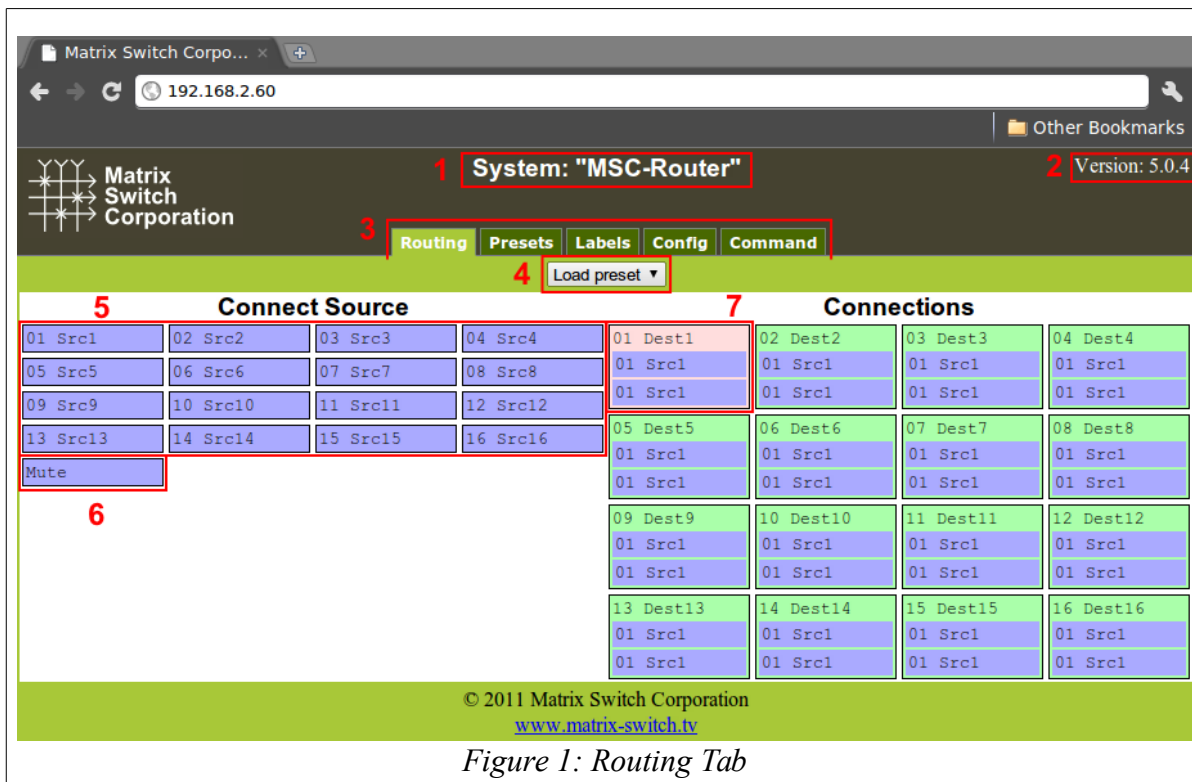 Matrix Switch Corpo...
192.168.2.60
Other Bookmarks
Matrix
Switch
Corporation
1 System: "MSC-Router"
2 Version: 5.0.4
3 Routing Presets Labels Config Command
4 Load preset
5 Connect Source 7 Connections
01 Src1 02 Src2 03 Src3 04 Src4
05 Src5 06 Src6 07 Src7 08 Src8
09 Src9 10 Src10 11 Src11 12 Src12
13 Src13 14 Src14 15 Src15 16 Src16
Mute
6
01 Dest1 02 Dest2 03 Dest3 04 Dest4
01 Src1 01 Src1 01 Src1 01 Src1
01 Src1 01 Src1 01 Src1 01 Src1
05 Dest5 06 Dest6 07 Dest7 08 Dest8
01 Src1 01 Src1 01 Src1 01 Src1
01 Src1 01 Src1 01 Src1 01 Src1
09 Dest9 10 Dest10 11 Dest11 12 Dest12
01 Src1 01 Src1 01 Src1 01 Src1
01 Src1 01 Src1 01 Src1 01 Src1
13 Dest13 14 Dest14 15 Dest15 16 Dest16
01 Src1 01 Src1 01 Src1 01 Src1
01 Src1 01 Src1 01 Src1 01 Src1
© 2011 Matrix Switch Corporation
www.matrix-switch.tv
Figure 1: Routing Tab